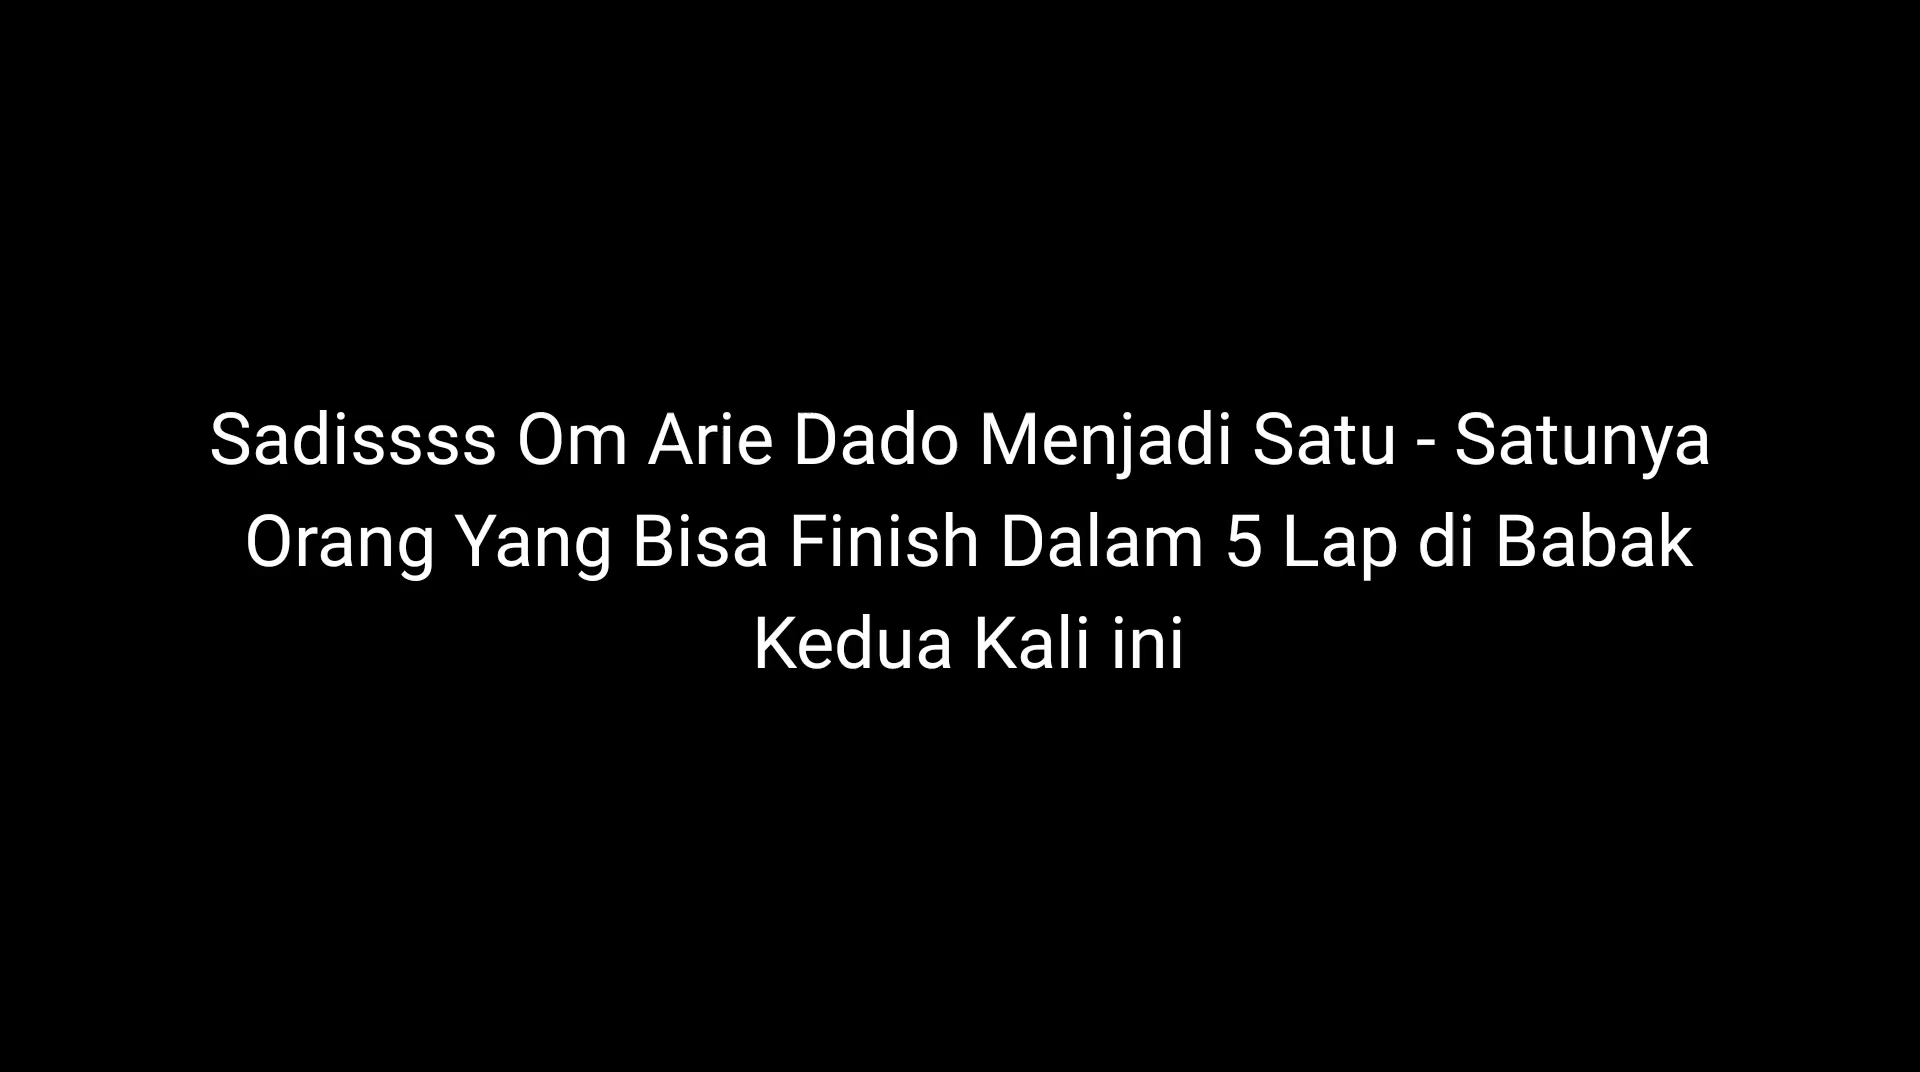 Sadissss Om Arie Dado Menjadi Satu - Satunya
Orang Yang Bisa Finish Dalam 5 Lap di Babak
Kedua Kali ini